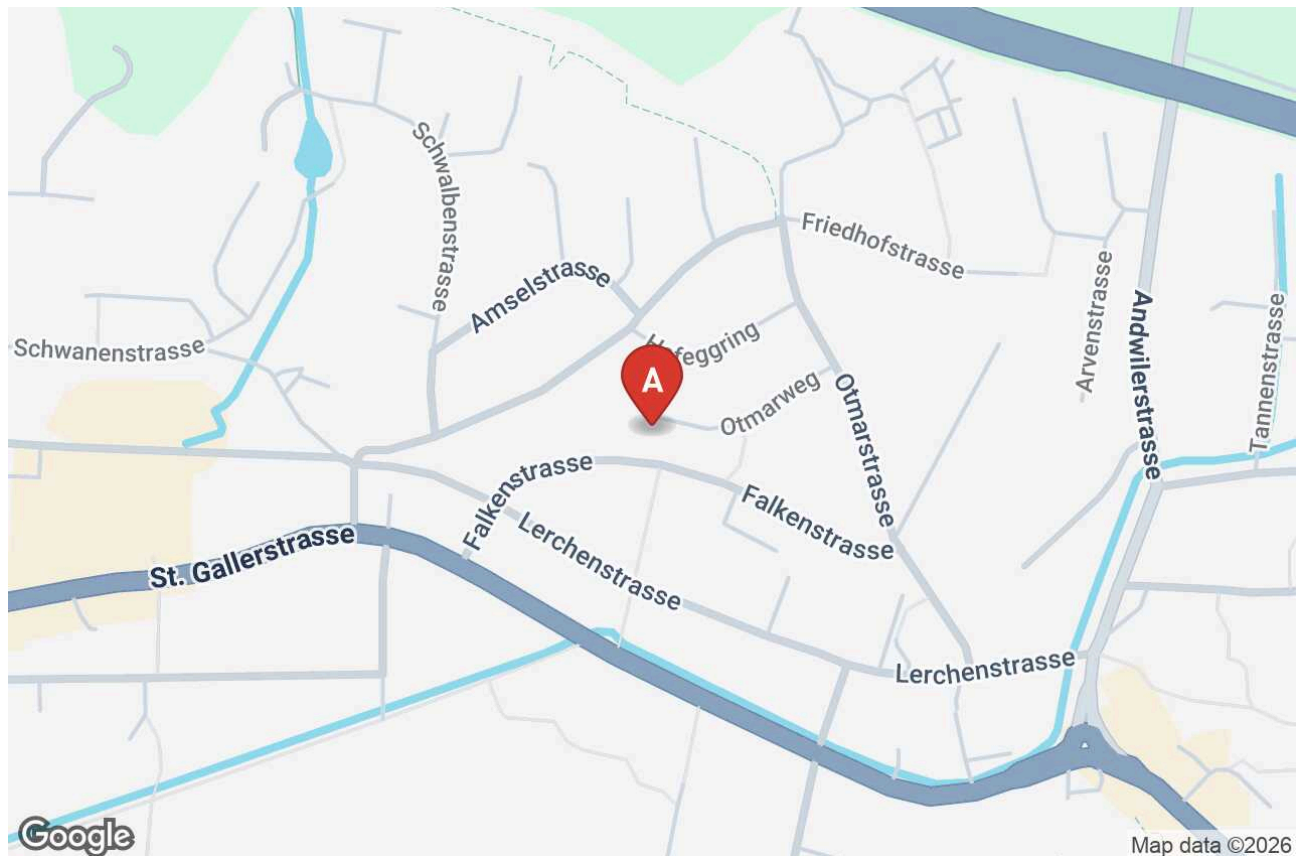 Schwalbenstrasse
Friedhofstrasse
Amselstrasse
Arvenstrasse
Andwilerstrasse
Tannenstrasse
Schwanenstrasse
Hofeggring
A
Otmarweg
Otmarstrasse
Falkenstrasse
Falkenstrasse
Lerchenstrasse
St. Gallerstrasse
Lerchenstrasse
Google
Map data ©2026